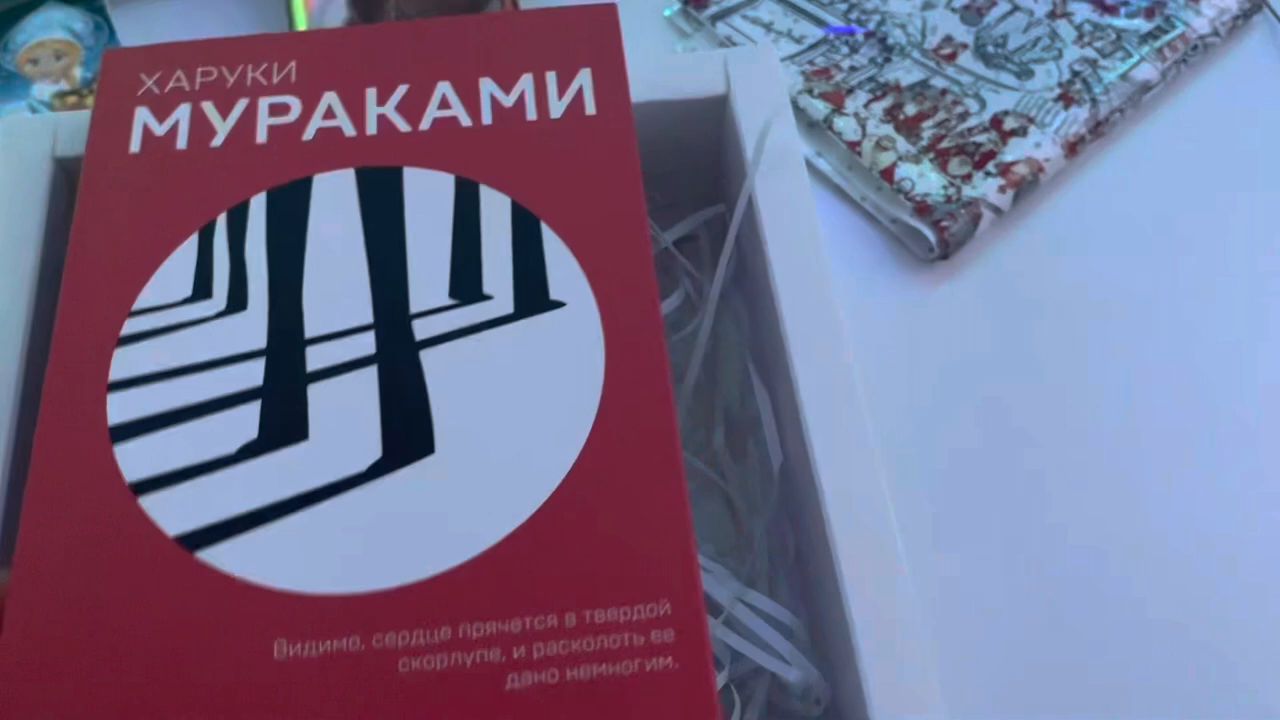 ХАРУКИ
МУРАКАМИ
Видимо, сердце прячется в твердой
скорлупе, и расколоть ее
дано немногим.